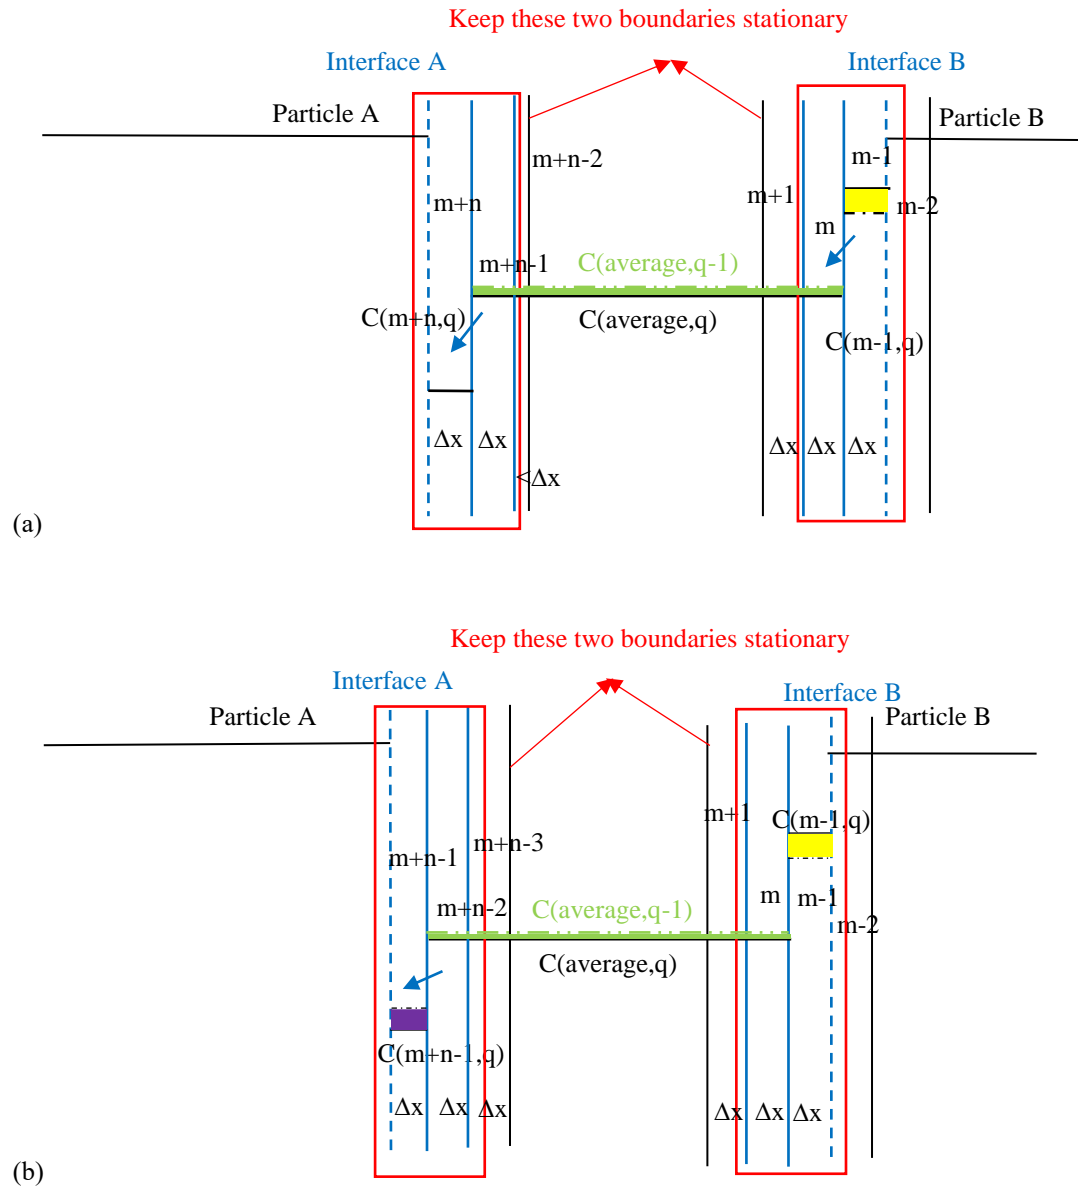 Keep these two boundaries stationary
Interface A
Interface B
Particle A
Particle B
m-1
m+n-2
m+1
m+n
m-2
m
m+n-1
C(average,q-1)
C(m+n,q)
C(average,q)
C(m-1,q)
Δx
Δx
Δx
Δx
Δx
<Δx
(a)
Keep these two boundaries stationary
Interface A
Interface B
Particle A
Particle B
m+1
C(m-1,q)
m+n-1
m+n-3
m
m-1
m+n-2
C(average,q-1)
m-2
C(average,q)
C(m+n-1,q)
Δx
Δx
Δx
Δx
Δx
Δx
(b)